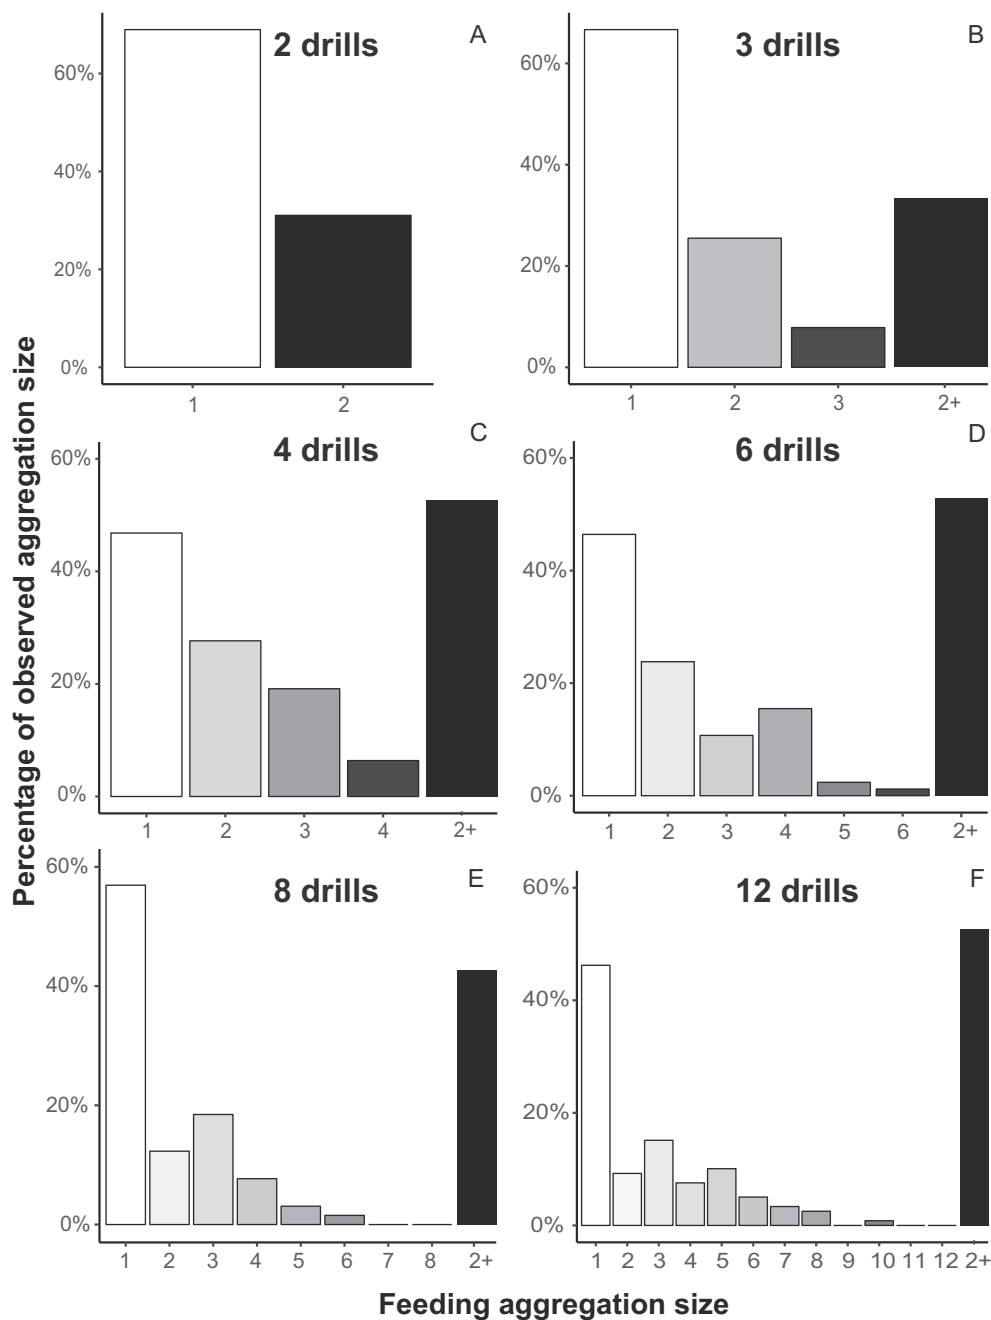 2 drills
A
60%
40%
20%
0%
1 2
3 drills
B
60%
40%
20%
0%
1 2 3 2+
4 drills
C
60%
40%
20%
0%
1 2 3 4 2+
6 drills
D
60%
40%
20%
0%
1 2 3 4 5 6 2+
8 drills
E
60%
40%
20%
0%
1 2 3 4 5 6 7 8 2+
12 drills
F
60%
40%
20%
0%
1 2 3 4 5 6 7 8 9 10 11 12 2+
Percentage of observed aggregation size
Feeding aggregation size